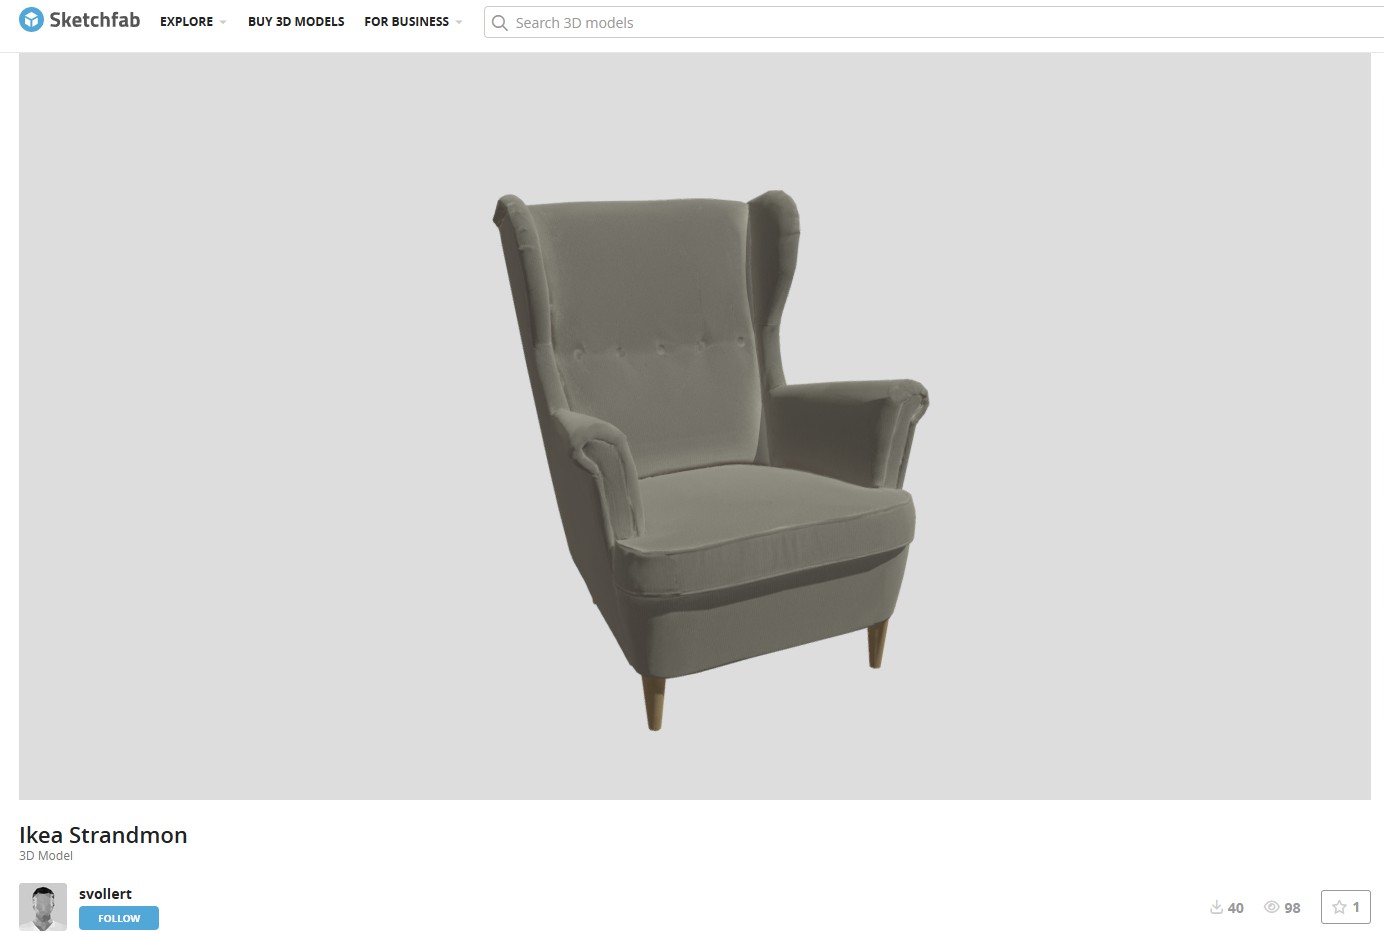 Sketchfab EXPLORE BUY 3D MODELS FOR BUSINESS Search 3D models
Ikea Strandmon
3D Model
svollert
FOLLOW
40 98 1